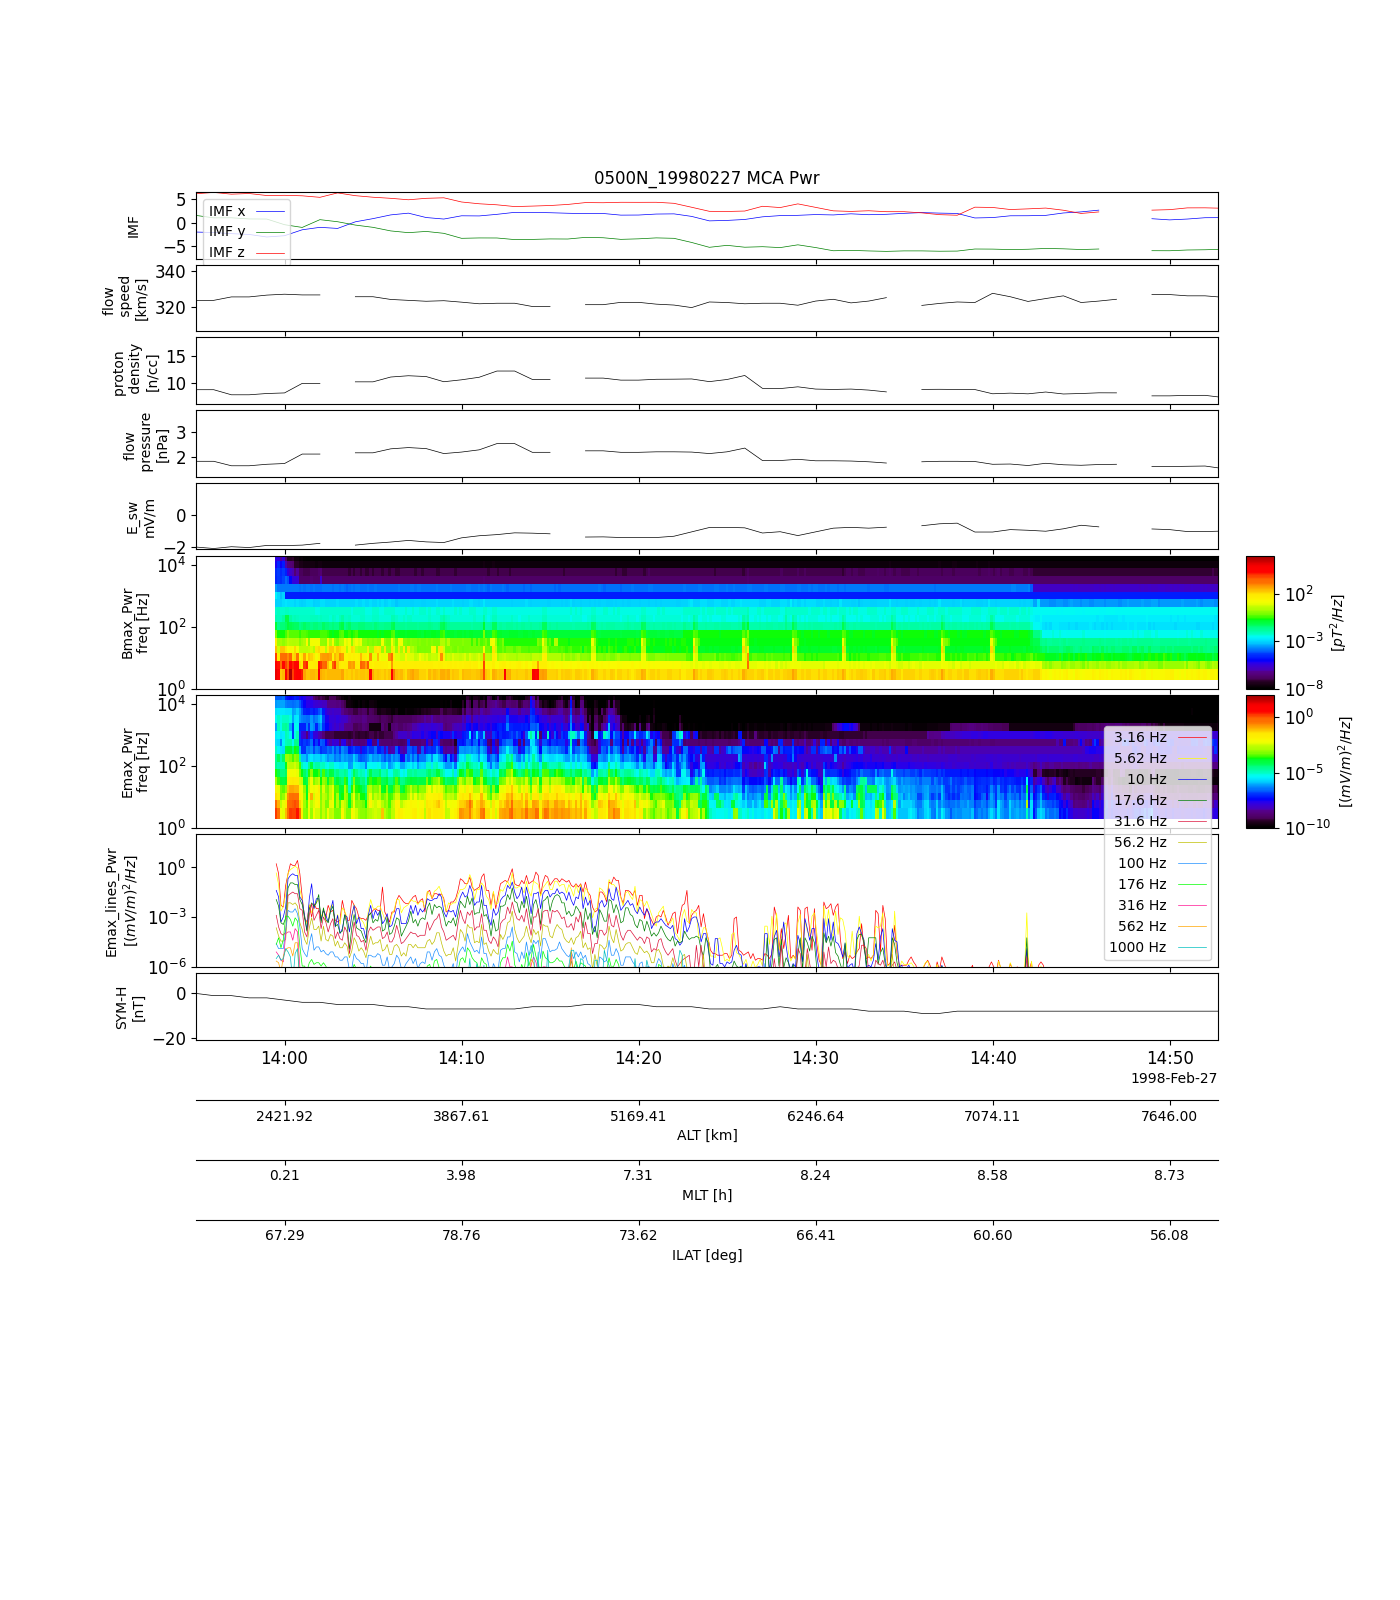 0500N_19980227 MCA Pwr
IMF
5
0
−5
IMF x
IMF y
IMF z
flow
speed
[km/s]
340
320
proton
density
[n/cc]
15
10
flow
pressure
[nPa]
3
2
E_sw
mV/m
0
−2
Bmax_Pwr
freq [Hz]
10^4
10^2
10^0
10^2
10^−3
10^−8
[pT^2/Hz]
Emax_Pwr
freq [Hz]
10^4
10^2
10^0
10^0
10^−5
10^−10
[(mV/m)^2/Hz]
3.16 Hz
5.62 Hz
10 Hz
17.6 Hz
31.6 Hz
56.2 Hz
100 Hz
176 Hz
316 Hz
562 Hz
1000 Hz
Emax_lines_Pwr
[(mV/m)^2/Hz]
10^0
10^−3
10^−6
SYM-H
[nT]
0
−20
14:00 14:10 14:20 14:30 14:40 14:50
1998-Feb-27
2421.92 3867.61 5169.41 6246.64 7074.11 7646.00
ALT [km]
0.21 3.98 7.31 8.24 8.58 8.73
MLT [h]
67.29 78.76 73.62 66.41 60.60 56.08
ILAT [deg]